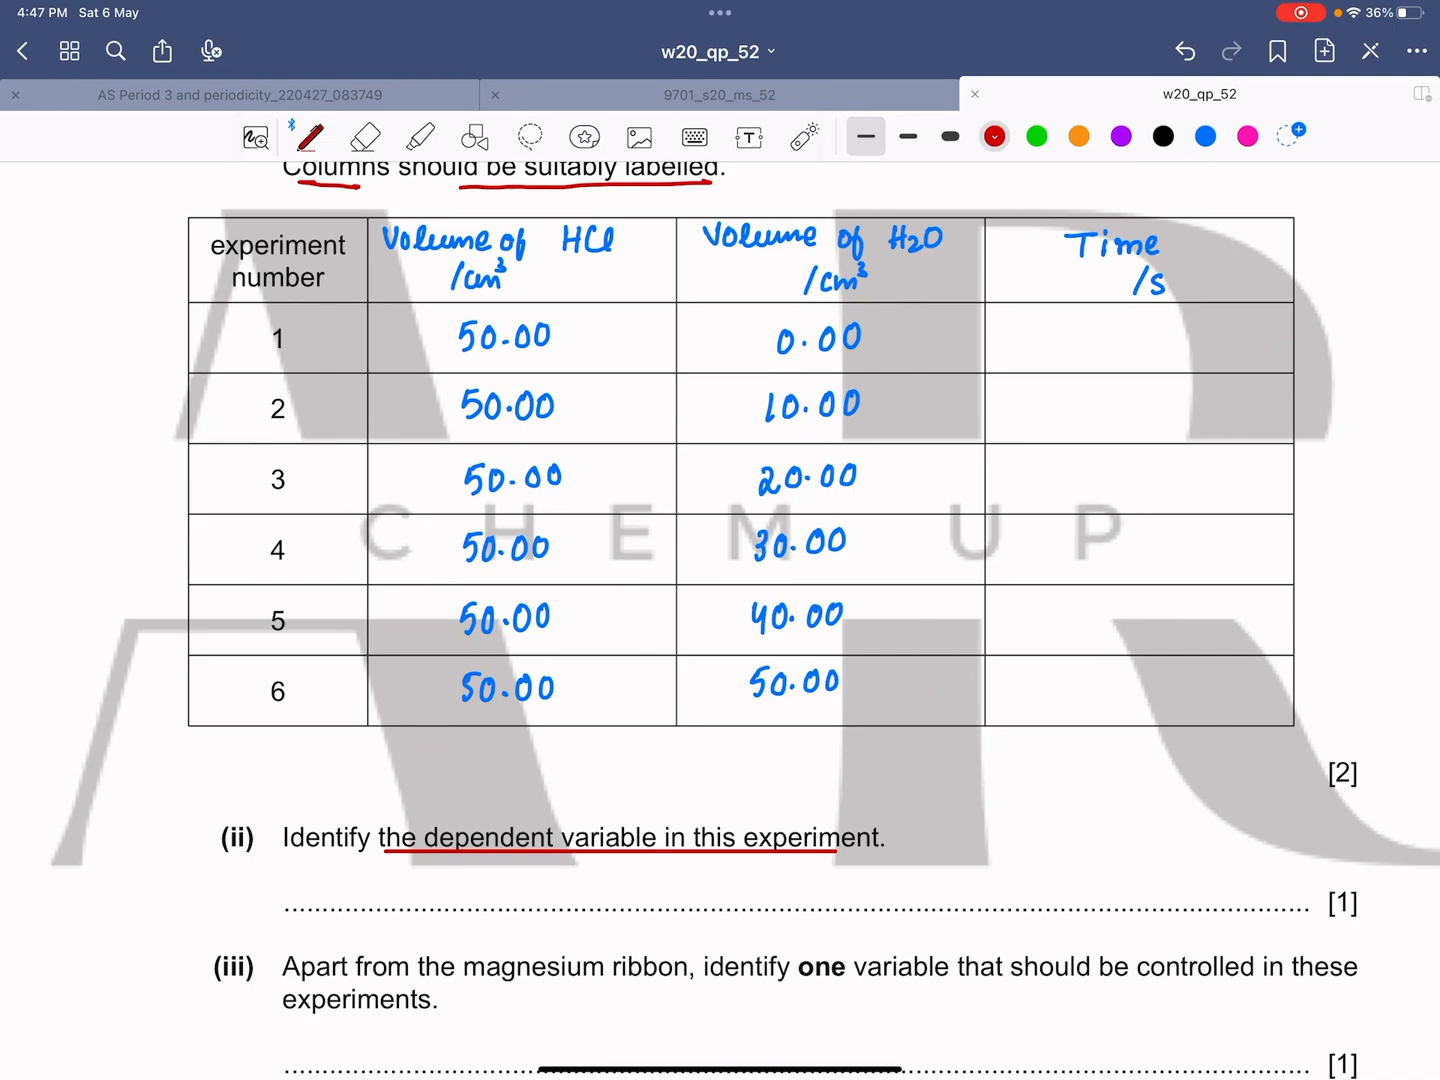 4:47 PM Sat 6 May
36%
w20_qp_52
AS Period 3 and periodicity_220427_083749
9701_s20_ms_52
w20_qp_52
Columns should be suitably labelled.
experiment number
Volume of HCl /cm³
Volume of H2O /cm³
Time /s
1 50.00 0.00
2 50.00 10.00
3 50.00 20.00
4 50.00 30.00
5 50.00 40.00
6 50.00 50.00
CHEM UP
[2]
(ii) Identify the dependent variable in this experiment.
[1]
(iii) Apart from the magnesium ribbon, identify one variable that should be controlled in these
experiments.
[1]